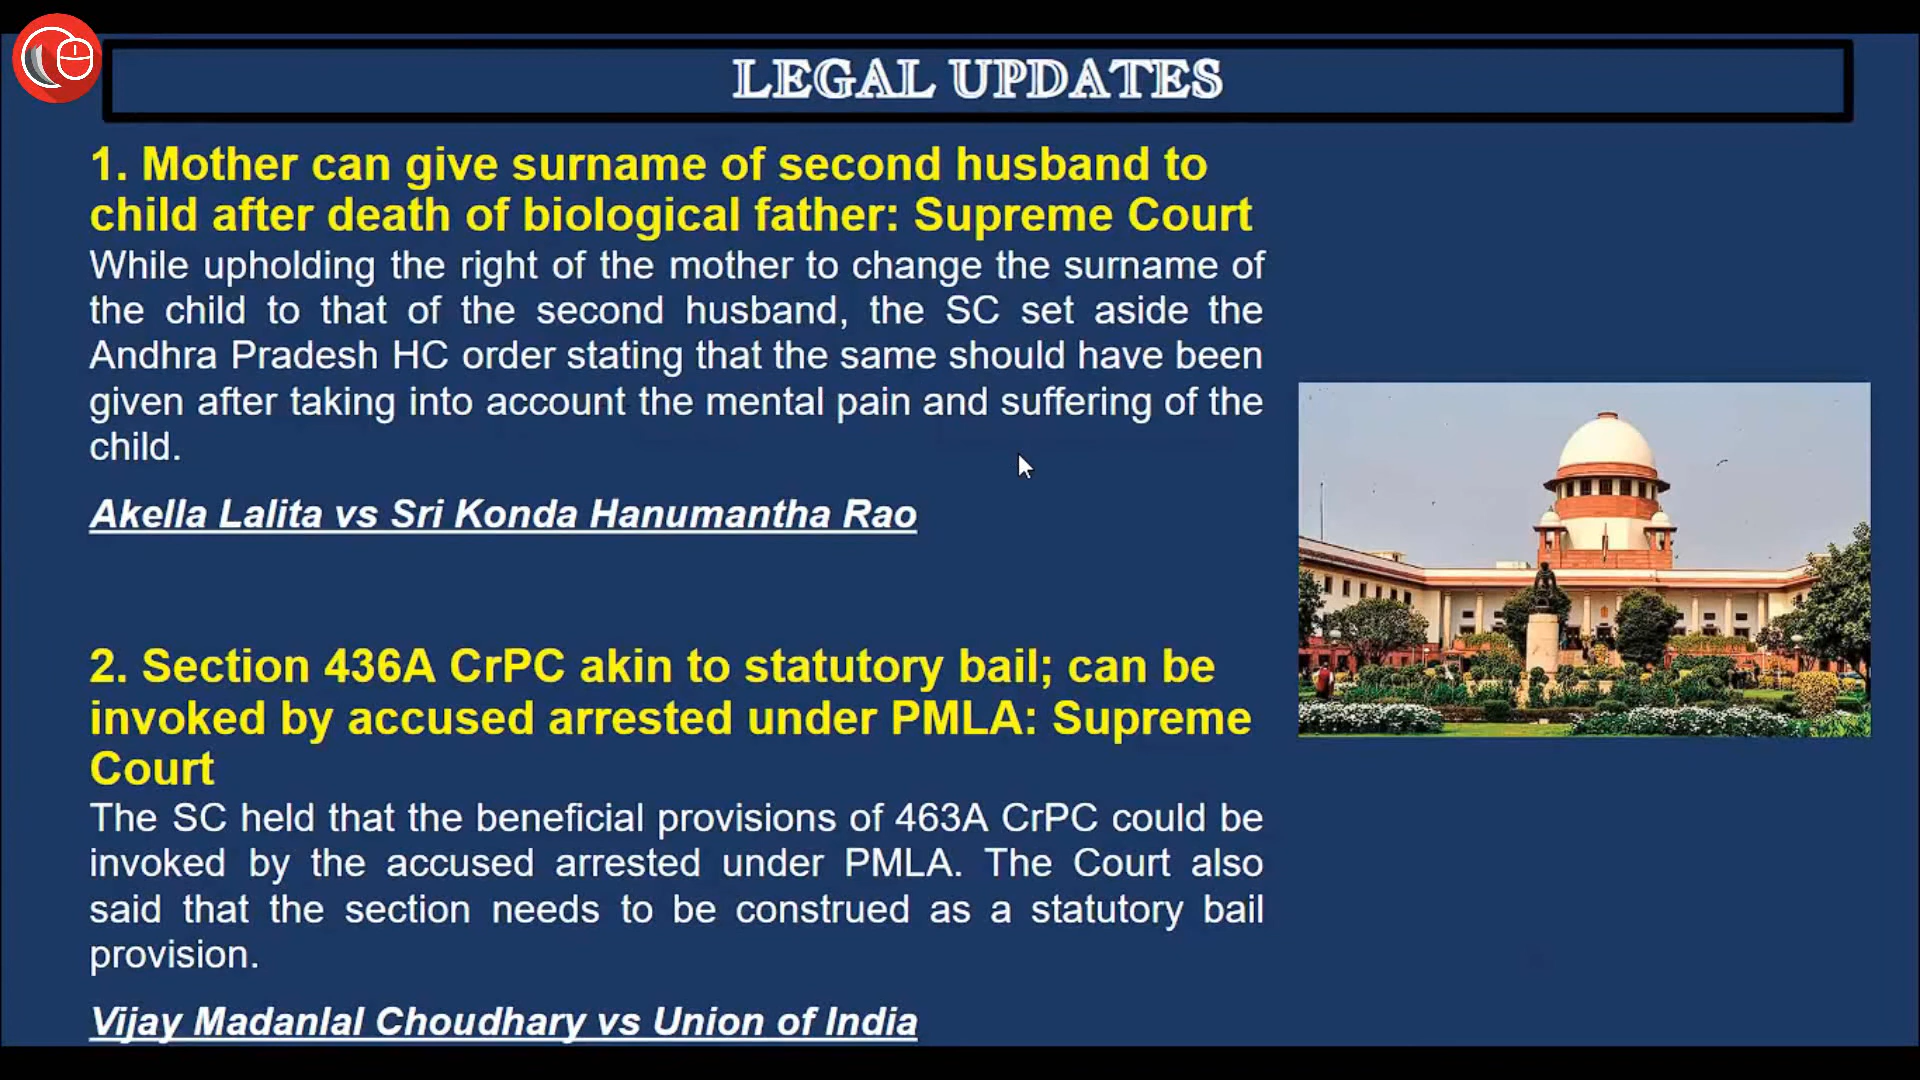 LEGAL UPDATES
1. Mother can give surname of second husband to
child after death of biological father: Supreme Court
While upholding the right of the mother to change the surname of
the child to that of the second husband, the SC set aside the
Andhra Pradesh HC order stating that the same should have been
given after taking into account the mental pain and suffering of the
child.
Akella Lalita vs Sri Konda Hanumantha Rao
2. Section 436A CrPC akin to statutory bail; can be
invoked by accused arrested under PMLA: Supreme
Court
The SC held that the beneficial provisions of 463A CrPC could be
invoked by the accused arrested under PMLA. The Court also
said that the section needs to be construed as a statutory bail
provision.
Vijay Madanlal Choudhary vs Union of India